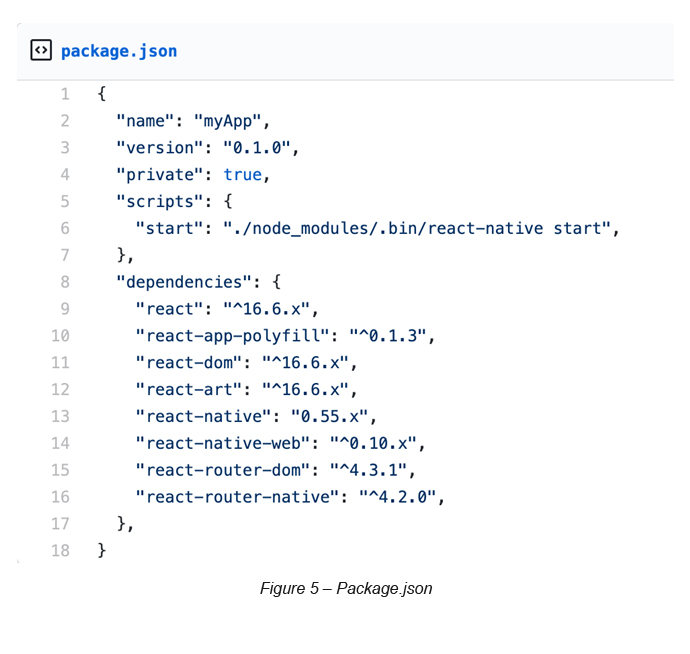 package.json
1 {
2 "name": "myApp",
3 "version": "0.1.0",
4 "private": true,
5 "scripts": {
6 "start": "./node_modules/.bin/react-native start",
7 },
8 "dependencies": {
9 "react": "^16.6.x",
10 "react-app-polyfill": "^0.1.3",
11 "react-dom": "^16.6.x",
12 "react-art": "^16.6.x",
13 "react-native": "0.55.x",
14 "react-native-web": "^0.10.x",
15 "react-router-dom": "^4.3.1",
16 "react-router-native": "^4.2.0",
17 },
18 }
Figure 5 – Package.json